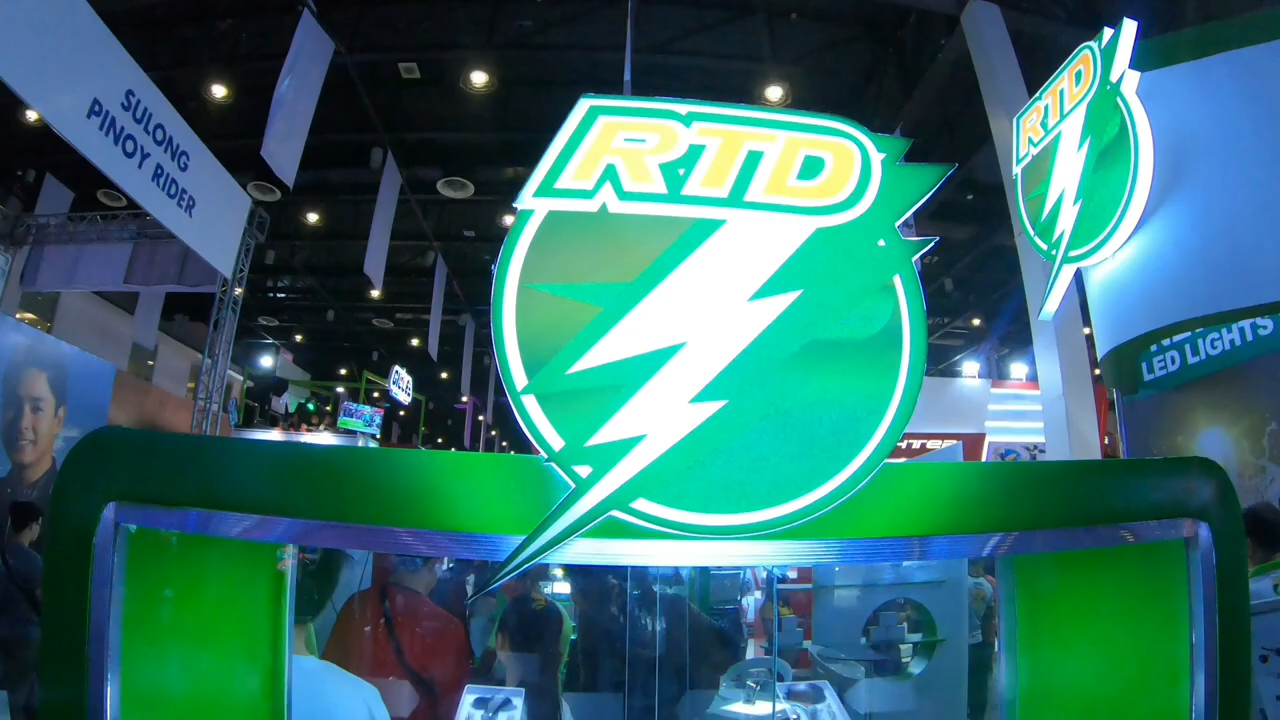 SULONG
PINOY RIDER
RTD
RTD
LED LIGHTS